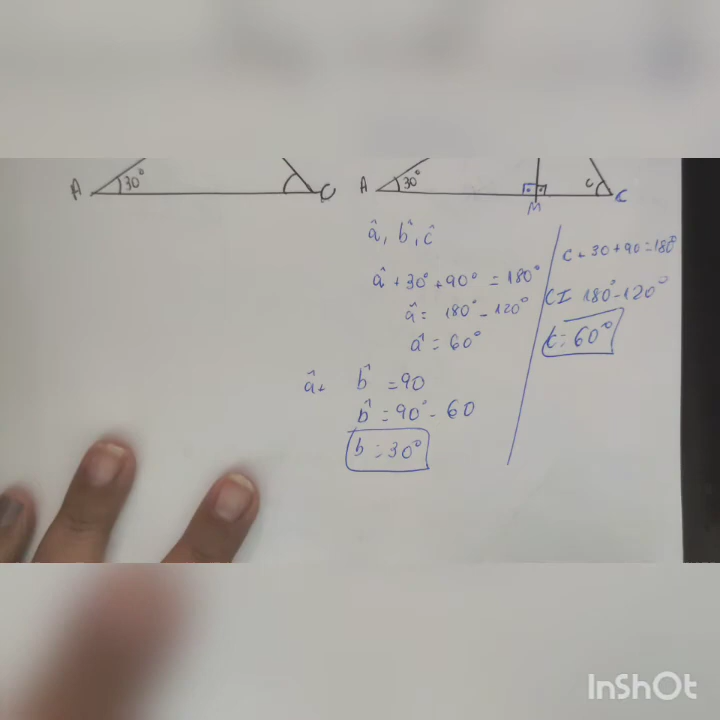 A 30° C
A 30° M c C
â, b̂, ĉ
â + 30° + 90° = 180°
â = 180° - 120°
â = 60°
â + b̂ = 90
b̂ = 90° - 60
b = 30°
C + 30 + 90 = 180°
C = 180° - 120°
C = 60°
InShOt